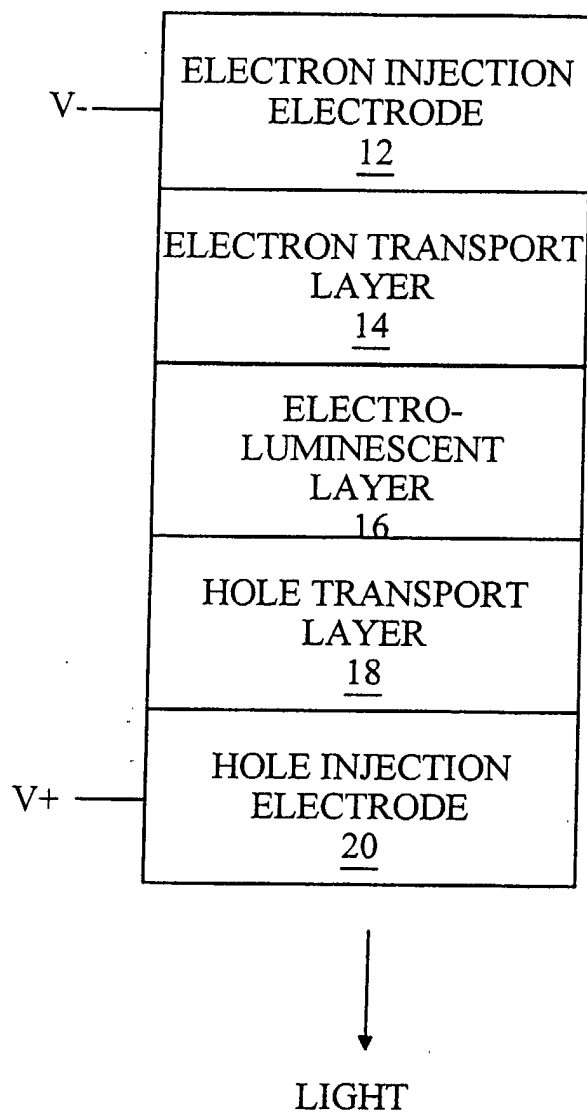 V-
ELECTRON INJECTION
ELECTRODE
12
ELECTRON TRANSPORT
LAYER
14
ELECTRO-
LUMINESCENT
LAYER
16
HOLE TRANSPORT
LAYER
18
V+
HOLE INJECTION
ELECTRODE
20
LIGHT